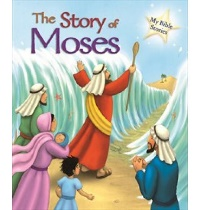 The Story of
Moses
My Bible
Stories